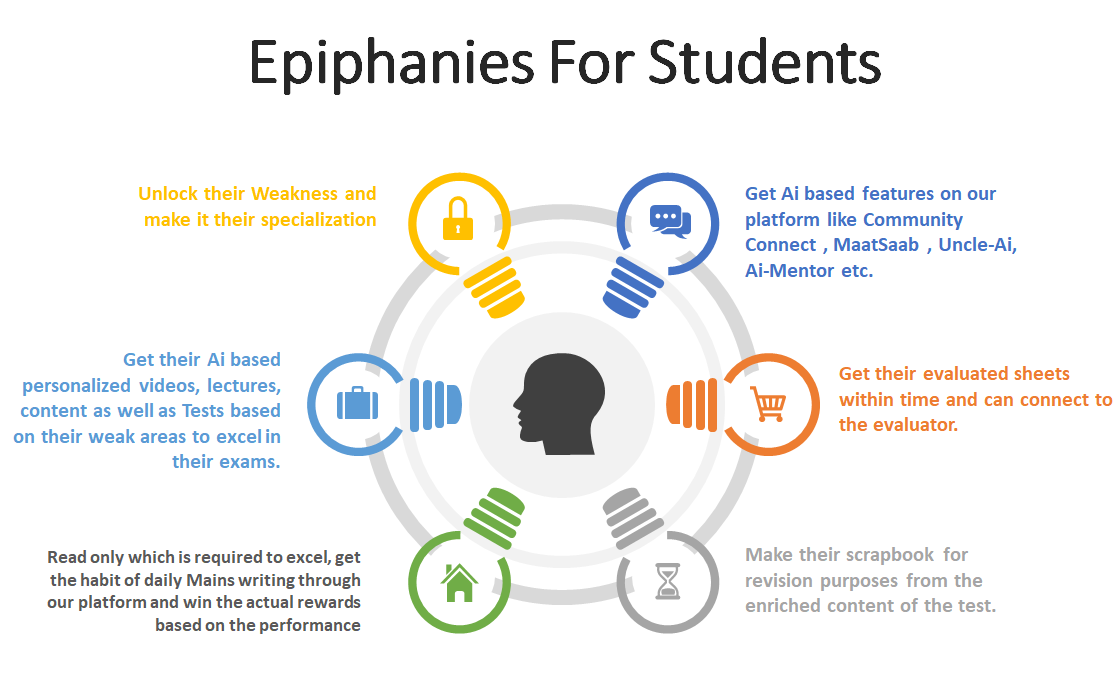 Epiphanies For Students
Unlock their Weakness and
make it their specialization
Get Ai based features on our
platform like Community
Connect , MaatSaab , Uncle-Ai,
Ai-Mentor etc.
Get their Ai based
personalized videos, lectures,
content as well as Tests based
on their weak areas to excel in
their exams.
Get their evaluated sheets
within time and can connect to
the evaluator.
Read only which is required to excel, get
the habit of daily Mains writing through
our platform and win the actual rewards
based on the performance
Make their scrapbook for
revision purposes from the
enriched content of the test.